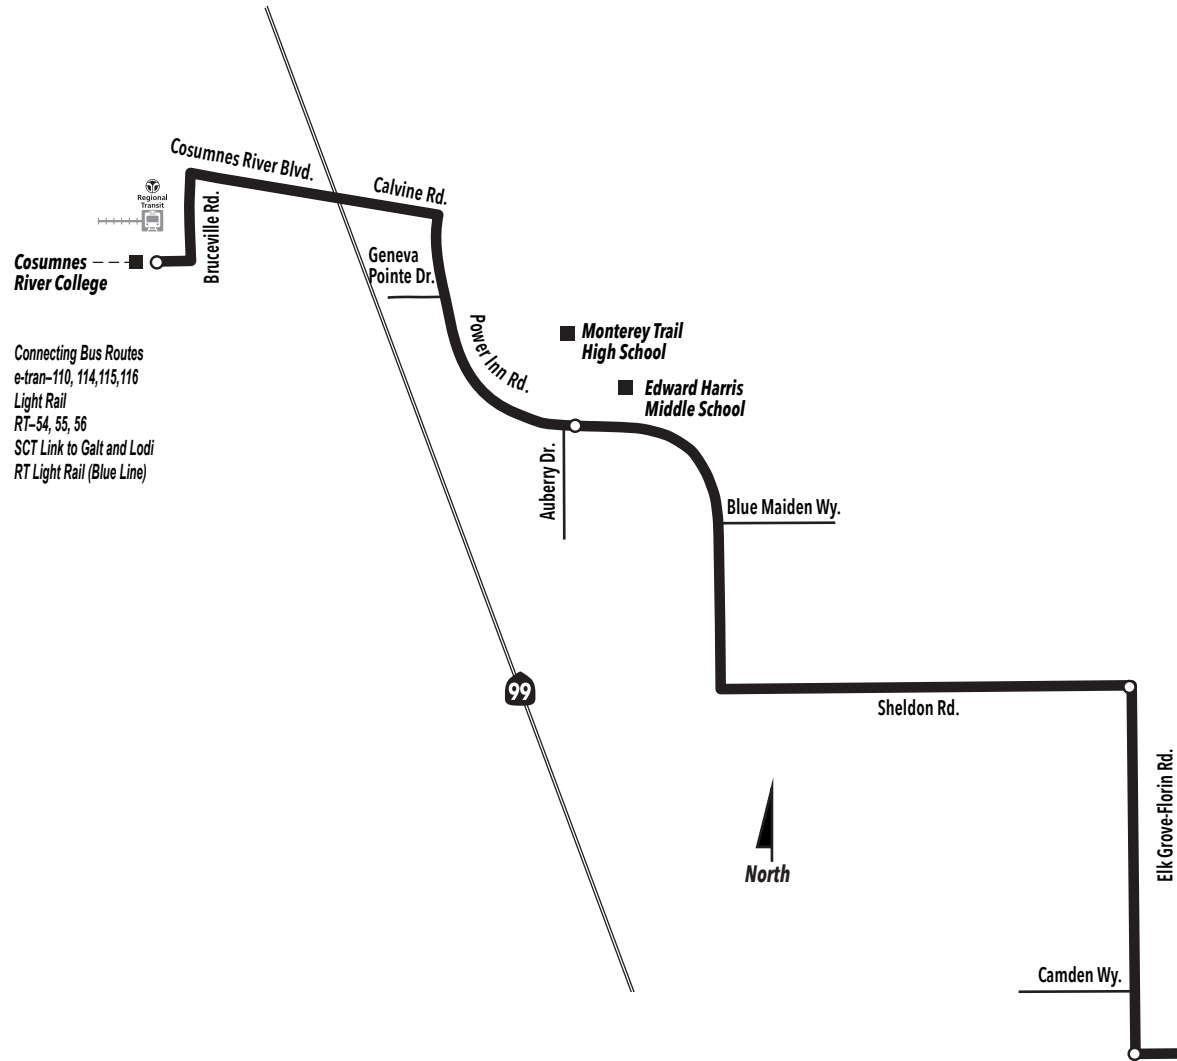 Cosumnes River Blvd.
Calvine Rd.
Regional
Transit
Bruceville Rd.
Cosumnes
River College
Geneva
Pointe Dr.
Power Inn Rd.
Monterey Trail
High School
Edward Harris
Middle School
Connecting Bus Routes
e-tran–110, 114,115,116
Light Rail
RT–54, 55, 56
SCT Link to Galt and Lodi
RT Light Rail (Blue Line)
Auberry Dr.
Blue Maiden Wy.
99
Sheldon Rd.
Elk Grove-Florin Rd.
North
Camden Wy.